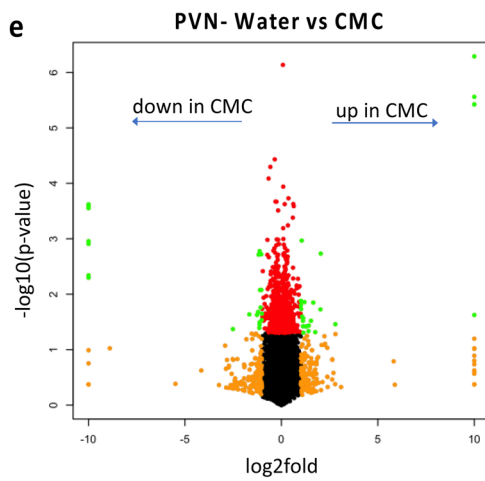 e
PVN- Water vs CMC
down in CMC
up in CMC
-log10(p-value)
6
5
4
3
2
1
0
-10
-5
0
5
10
log2fold